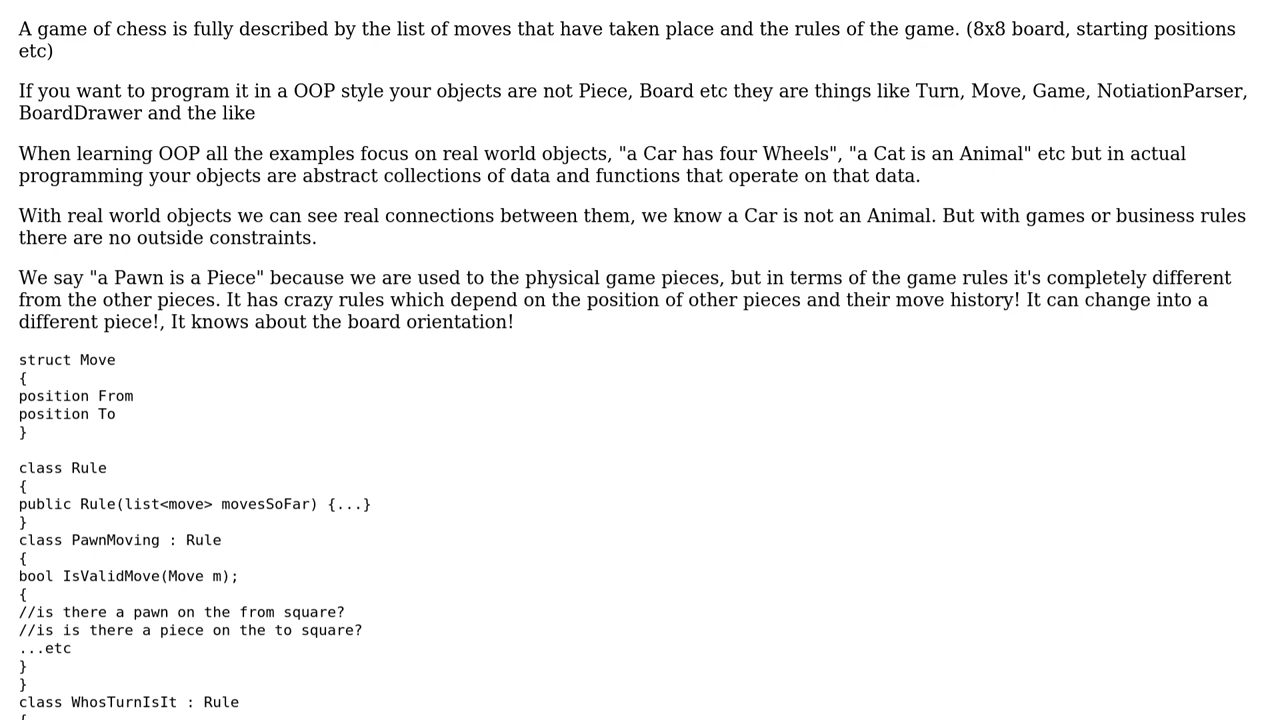 A game of chess is fully described by the list of moves that have taken place and the rules of the game. (8x8 board, starting positions
etc)
If you want to program it in a OOP style your objects are not Piece, Board etc they are things like Turn, Move, Game, NotiationParser,
BoardDrawer and the like
When learning OOP all the examples focus on real world objects, "a Car has four Wheels", "a Cat is an Animal" etc but in actual
programming your objects are abstract collections of data and functions that operate on that data.
With real world objects we can see real connections between them, we know a Car is not an Animal. But with games or business rules
there are no outside constraints.
We say "a Pawn is a Piece" because we are used to the physical game pieces, but in terms of the game rules it's completely different
from the other pieces. It has crazy rules which depend on the position of other pieces and their move history! It can change into a
different piece!, It knows about the board orientation!
struct Move
{
position From
position To
}
class Rule
{
public Rule(list<move> movesSoFar) {...}
}
class PawnMoving : Rule
{
bool IsValidMove(Move m);
{
//is there a pawn on the from square?
//is is there a piece on the to square?
...etc
}
}
class WhosTurnIsIt : Rule
{